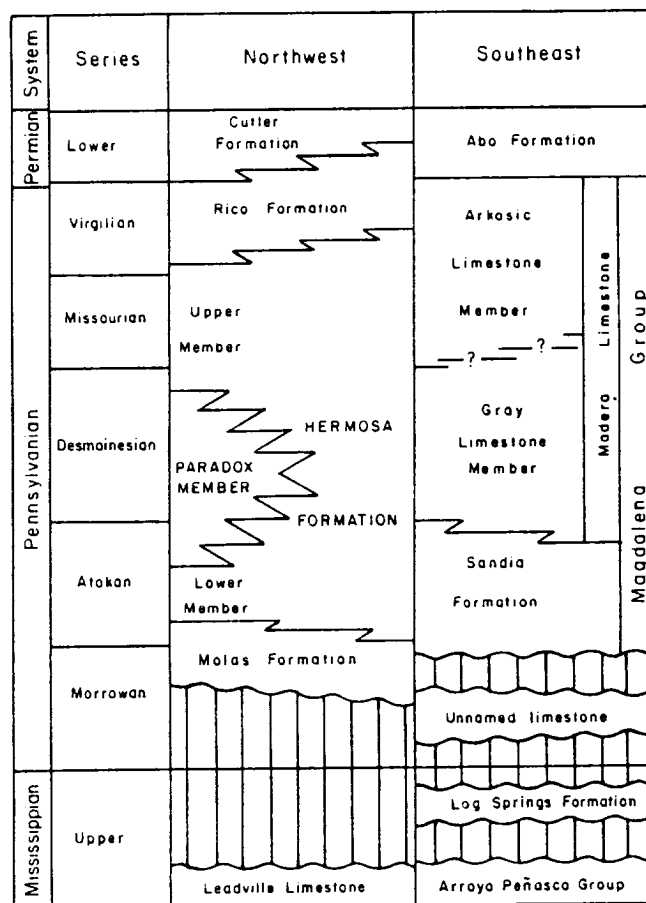 System
Series
Northwest
Southeast
Permian
Lower
Cutler
Formation
Abo Formation
Pennsylvanian
Virgilian
Rico Formation
Arkosic
Limestone
Member
Missourian
Upper
Member
?
?
Desmoinesian
HERMOSA
PARADOX
MEMBER
FORMATION
Gray
Limestone
Member
Madera Limestone
Magdalena Group
Atokan
Lower
Member
Sandia
Formation
Morrowan
Molas Formation
Unnamed limestone
Mississippian
Upper
Log Springs Formation
Leadville Limestone
Arroyo Peñasco Group